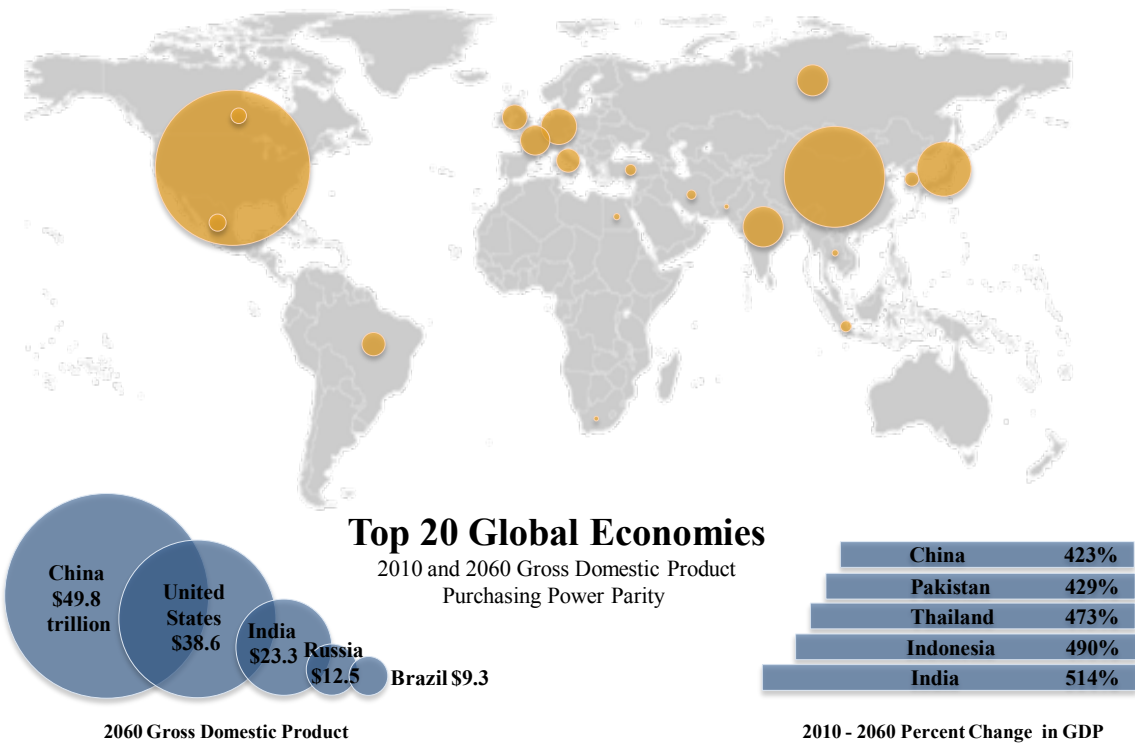 Top 20 Global Economies
2010 and 2060 Gross Domestic Product
Purchasing Power Parity
China
$49.8
trillion
United
States
$38.6
India
$23.3
Russia
$12.5
Brazil $9.3
2060 Gross Domestic Product
China 423%
Pakistan 429%
Thailand 473%
Indonesia 490%
India 514%
2010 - 2060 Percent Change in GDP